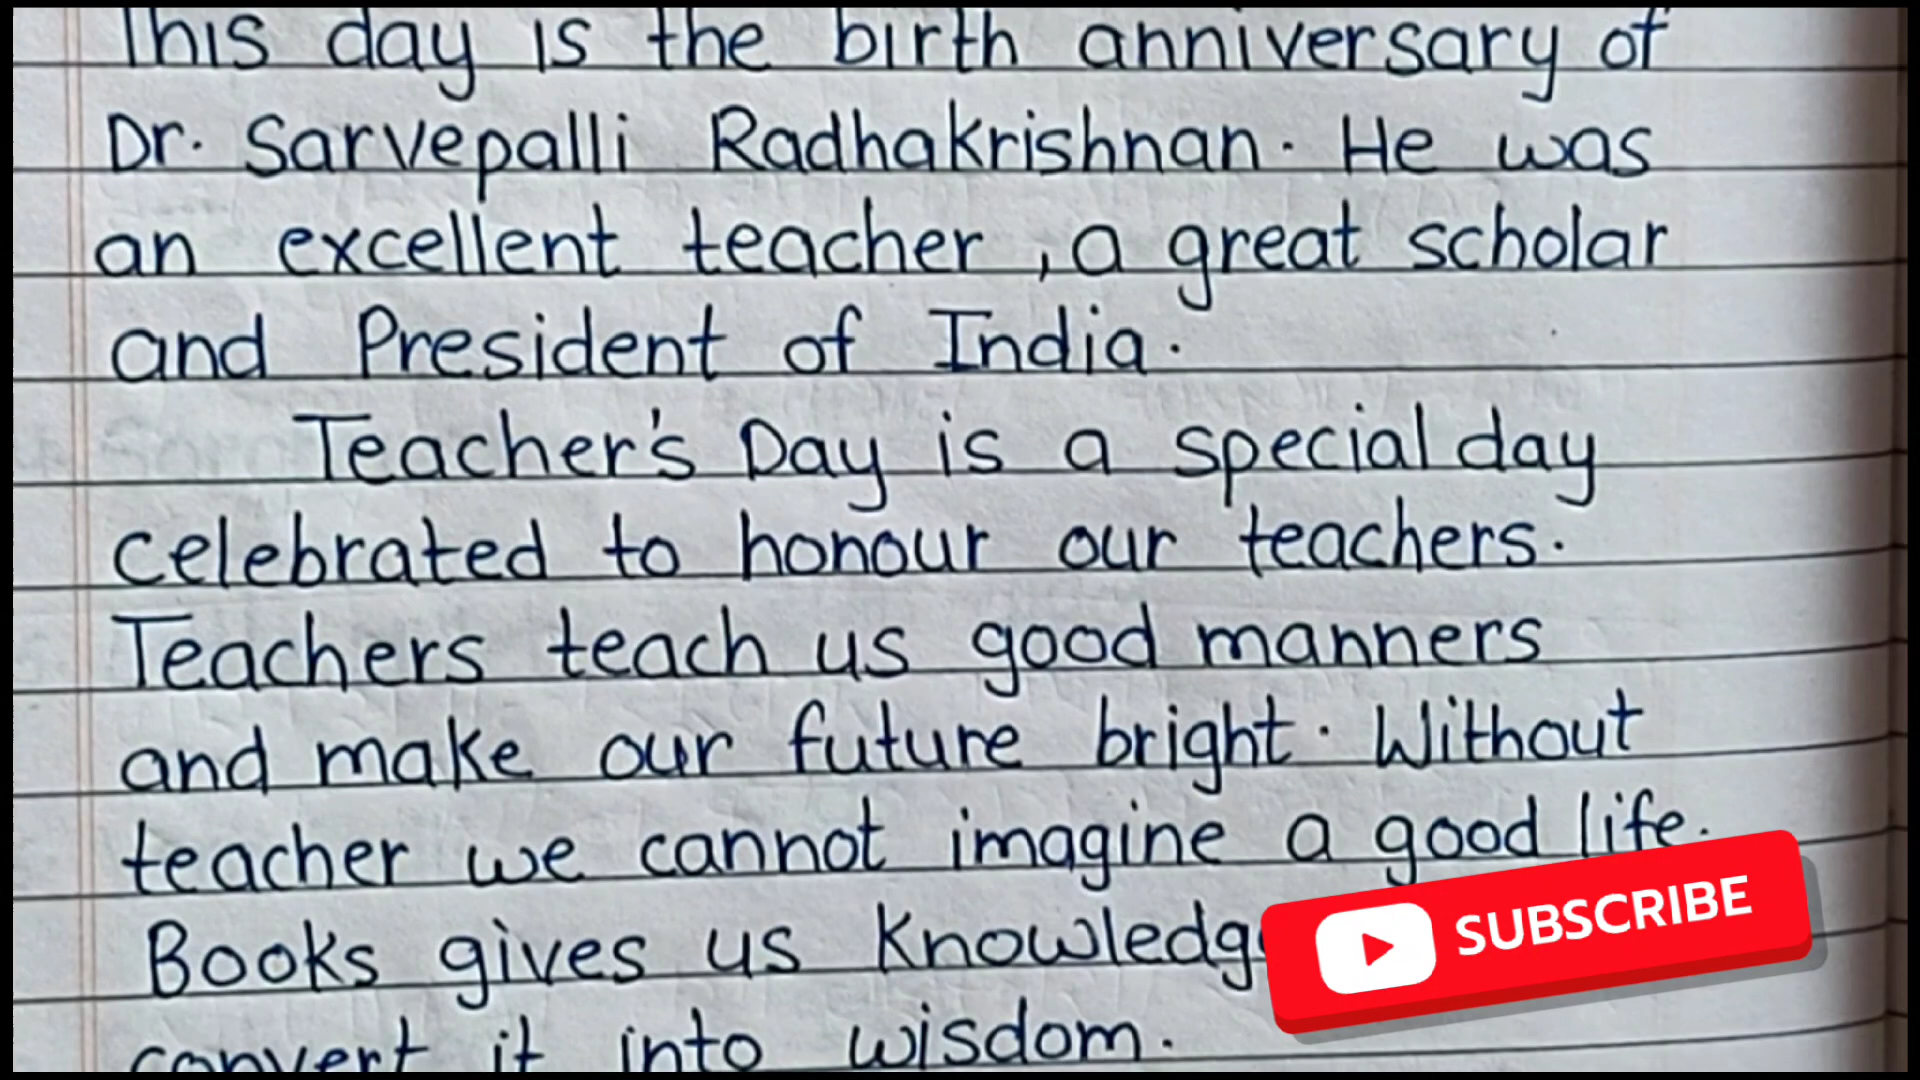 This day is the birth anniversary of
Dr. Sarvepalli Radhakrishnan. He was
an excellent teacher, a great scholar
and President of India.
Teacher's Day is a special day
celebrated to honour our teachers.
Teachers teach us good manners
and make our future bright. Without
teacher we cannot imagine a good life.
Books gives us knowledge
SUBSCRIBE
convert it into wisdom.